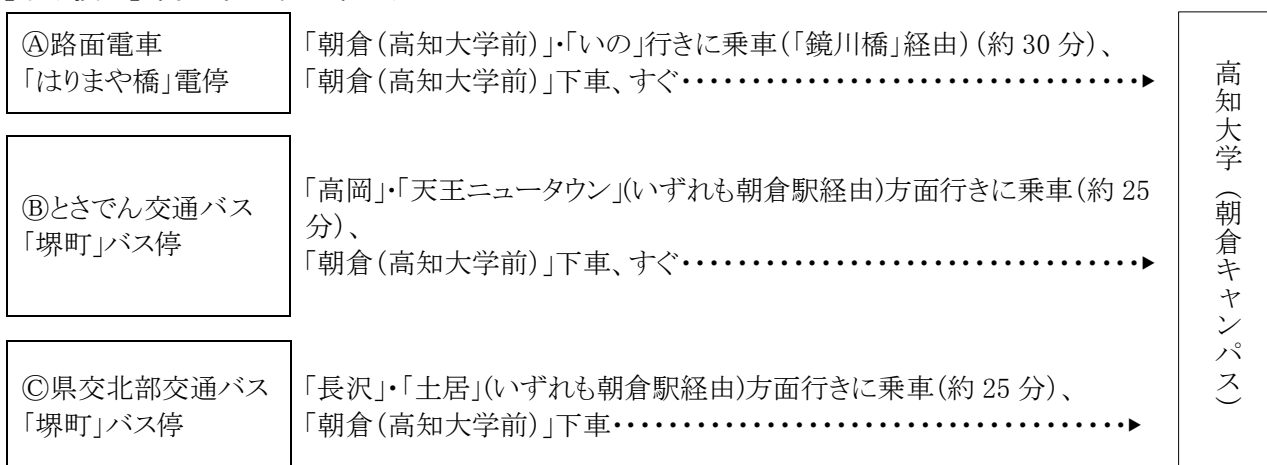 Ⓐ路面電車
「はりまや橋」電停
「朝倉(高知大学前)」・「いの」行きに乗車(「鏡川橋」経由)(約 30 分)、
「朝倉(高知大学前)」下車、すぐ・・・・・・・・・・・・・・・・・・・・・・・・・・・・・・・・・▶
Ⓑとさでん交通バス
「堺町」バス停
「高岡」・「天王ニュータウン」(いずれも朝倉駅経由)方面行きに乗車(約 25
分)、
「朝倉(高知大学前)」下車、すぐ・・・・・・・・・・・・・・・・・・・・・・・・・・・・・・・・・▶
Ⓒ県交北部交通バス
「堺町」バス停
「長沢」・「土居」(いずれも朝倉駅経由)方面行きに乗車(約 25 分)、
「朝倉(高知大学前)」下車・・・・・・・・・・・・・・・・・・・・・・・・・・・・・・・・・・・・・▶
高知大学(朝倉キャンパス)